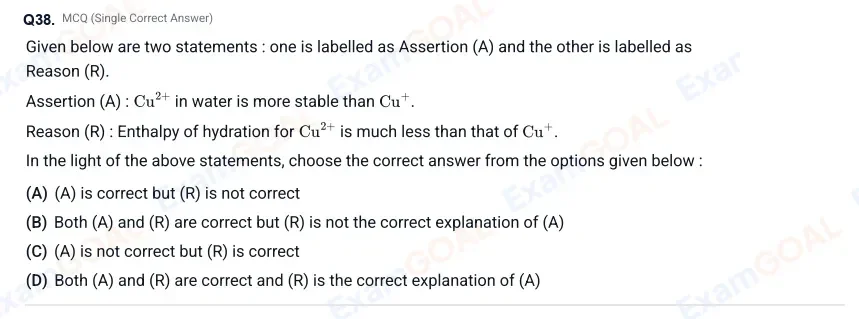 Q38. MCQ (Single Correct Answer)
Given below are two statements : one is labelled as Assertion (A) and the other is labelled as
Reason (R).
Assertion (A) : Cu²⁺ in water is more stable than Cu⁺.
Reason (R) : Enthalpy of hydration for Cu²⁺ is much less than that of Cu⁺.
In the light of the above statements, choose the correct answer from the options given below :
(A) (A) is correct but (R) is not correct
(B) Both (A) and (R) are correct but (R) is not the correct explanation of (A)
(C) (A) is not correct but (R) is correct
(D) Both (A) and (R) are correct and (R) is the correct explanation of (A)
ExamGOAL